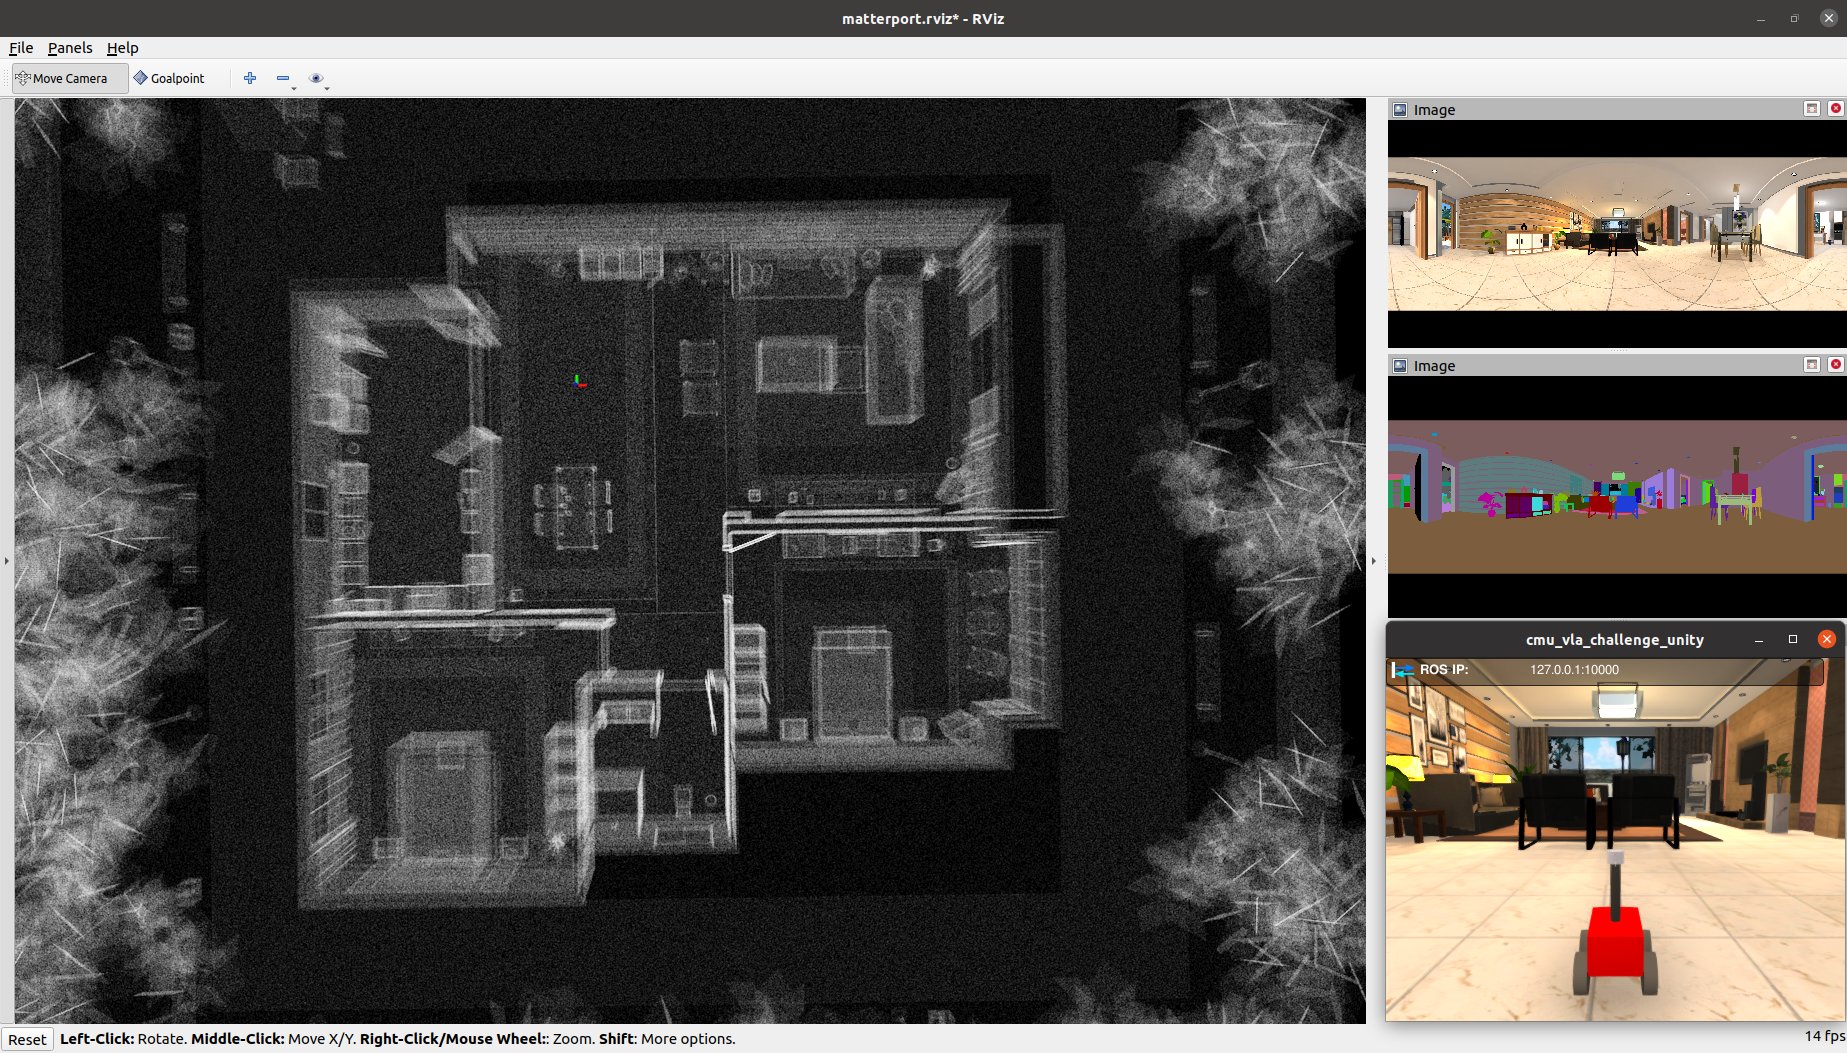 matterport.rviz* - RViz
File Panels Help
Move Camera Goalpoint
Image
Image
cmu_vla_challenge_unity
ROS IP: 127.0.0.1:10000
Reset Left-Click: Rotate. Middle-Click: Move X/Y. Right-Click/Mouse Wheel:: Zoom. Shift: More options. 14 fps